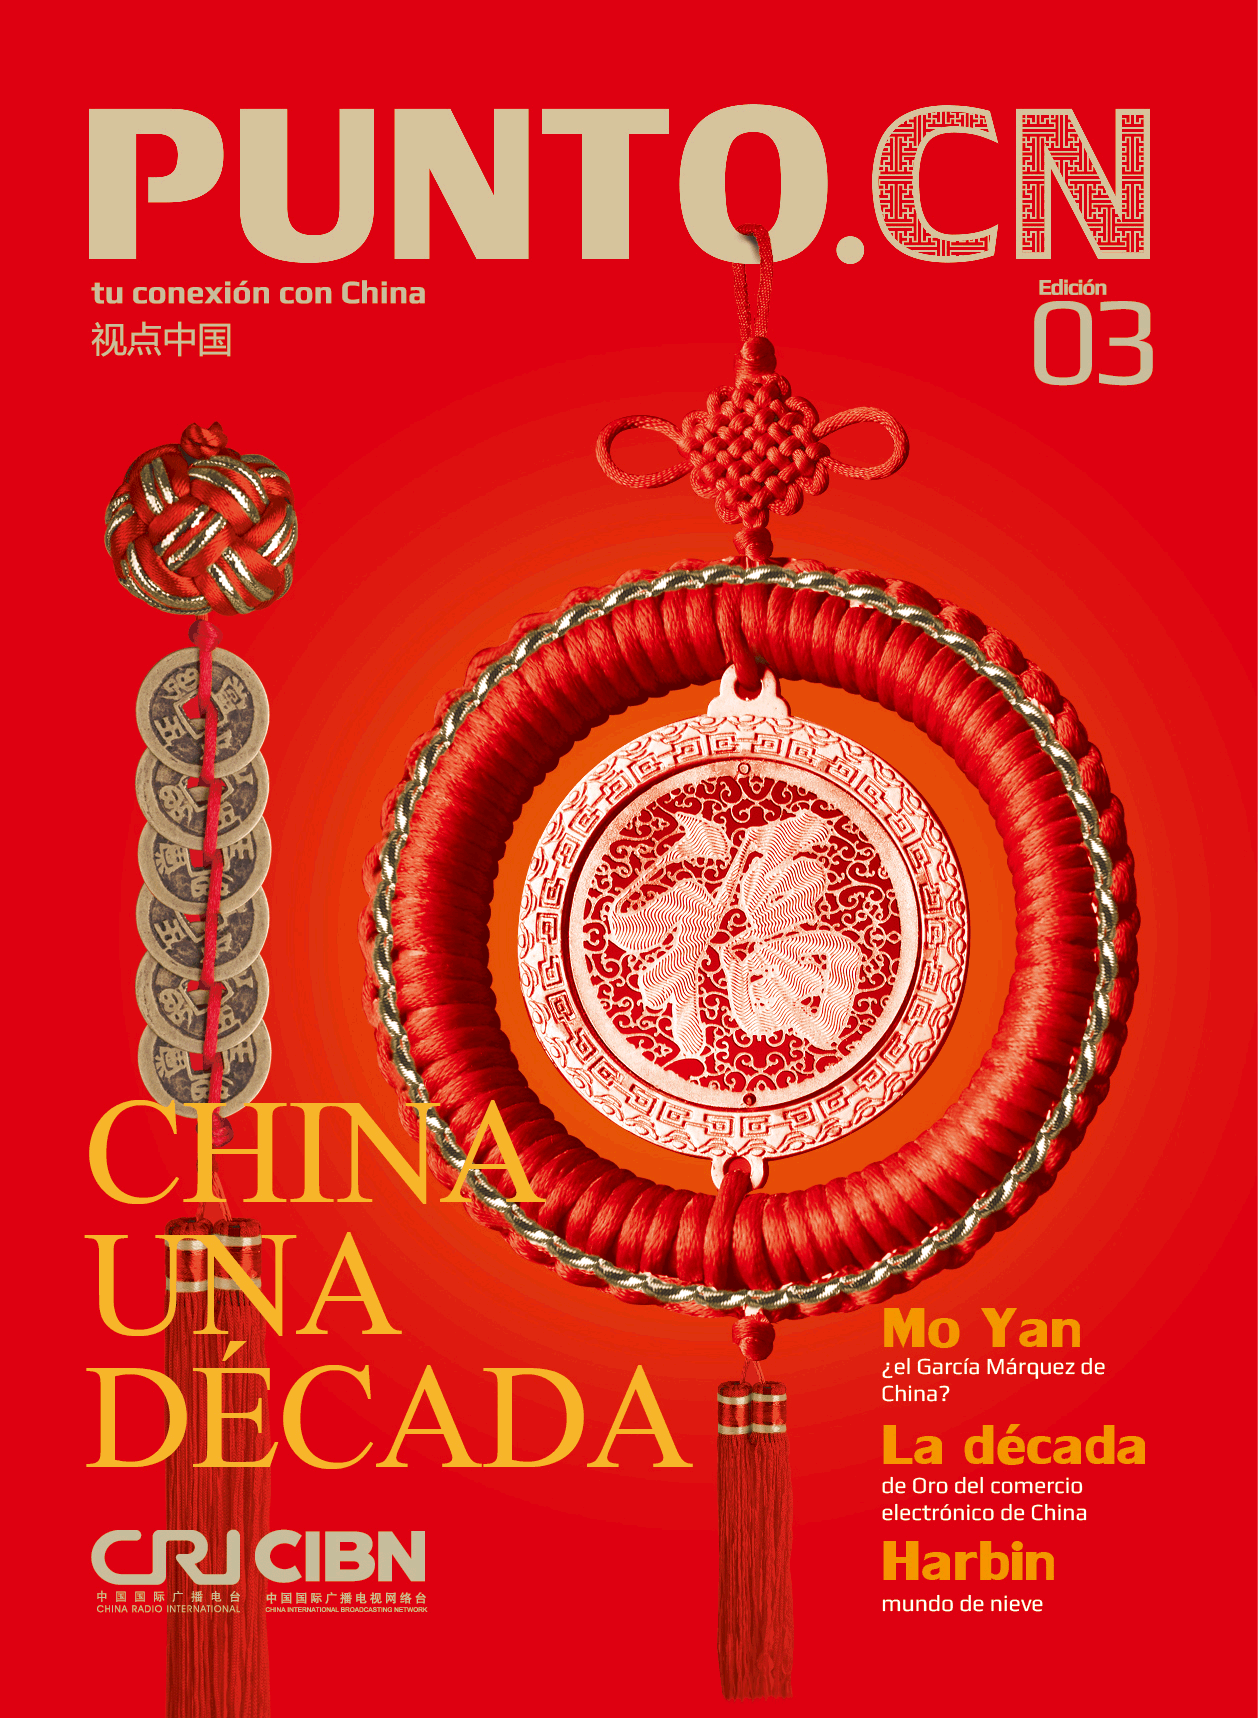 PUNTO.CN
tu conexión con China
视点中国
Edición
03
福
CHINA
UNA
DÉCADA
Mo Yan
¿el García Márquez de
China?
La década
de Oro del comercio
electrónico de China
Harbin
mundo de nieve
CRI CIBN
中国国际广播电台 中国国际广播电视网络台
CHINA RADIO INTERNATIONAL CHINA INTERNATIONAL BROADCASTING NETWORK